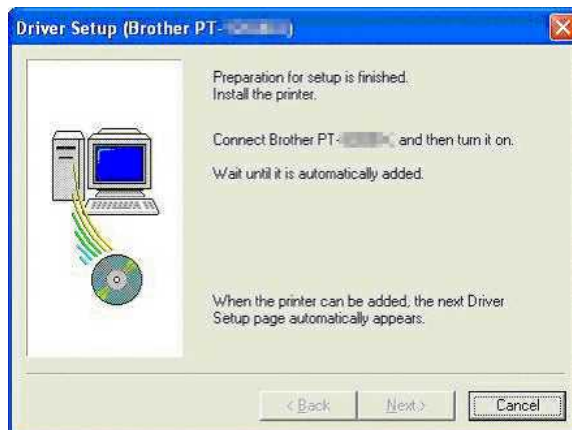 Driver Setup (Brother PT-
Preparation for setup is finished.
Install the printer.
Connect Brother PT- and then turn it on.
Wait until it is automatically added.
When the printer can be added, the next Driver
Setup page automatically appears.
< Back
Next >
Cancel